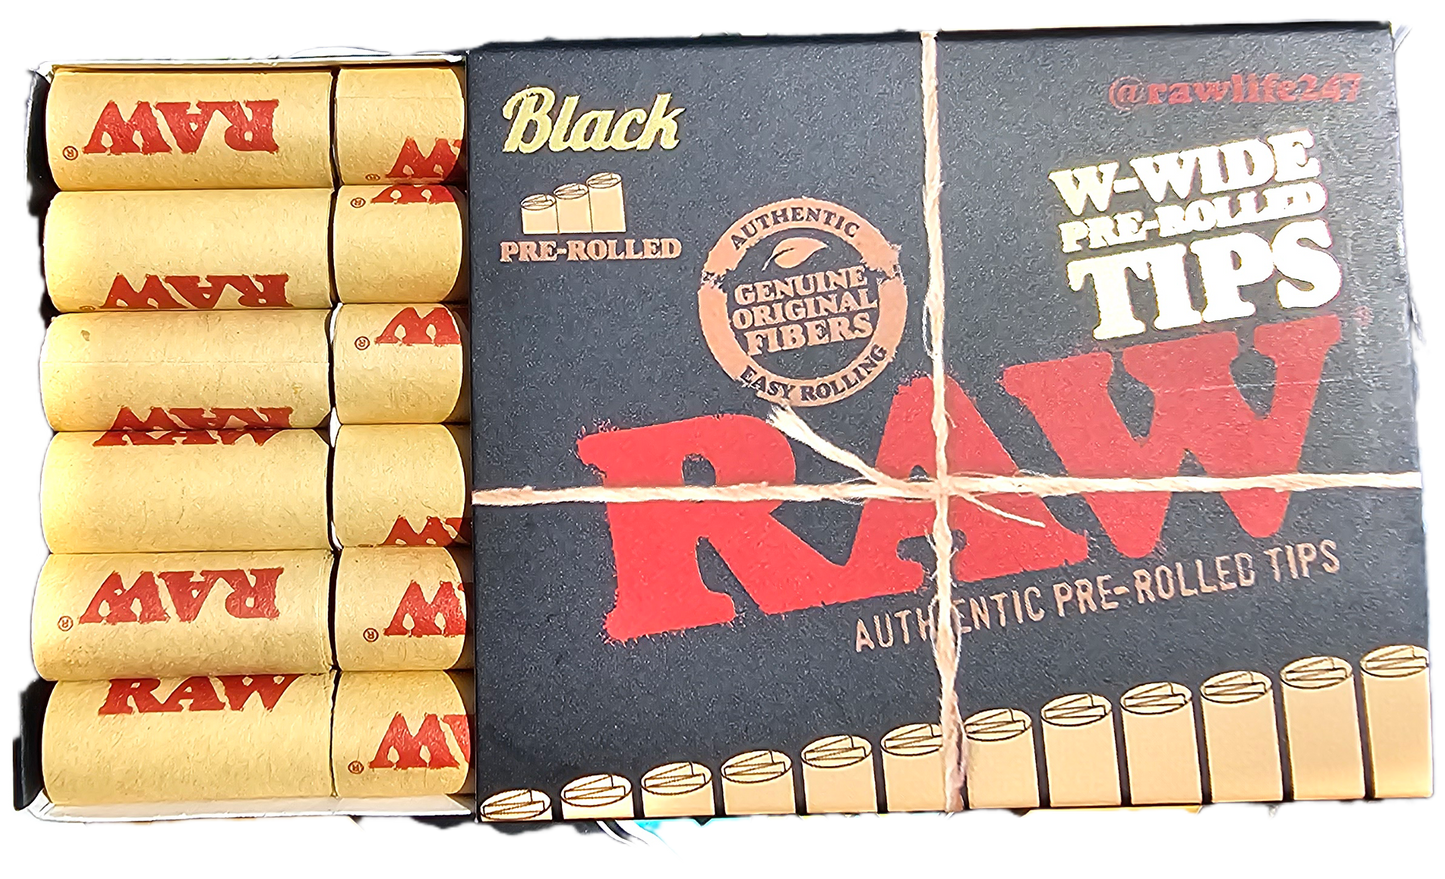 Black
PRE-ROLLED
@rawlife247
W-WIDE
PRE-ROLLED
TIPS
AUTHENTIC
GENUINE
ORIGINAL
FIBERS
EASY ROLLING
RAW
AUTHENTIC PRE-ROLLED TIPS
RAW®
W
RAW
W
RAW
W
RAW
W
RAW®
W
RAW
W